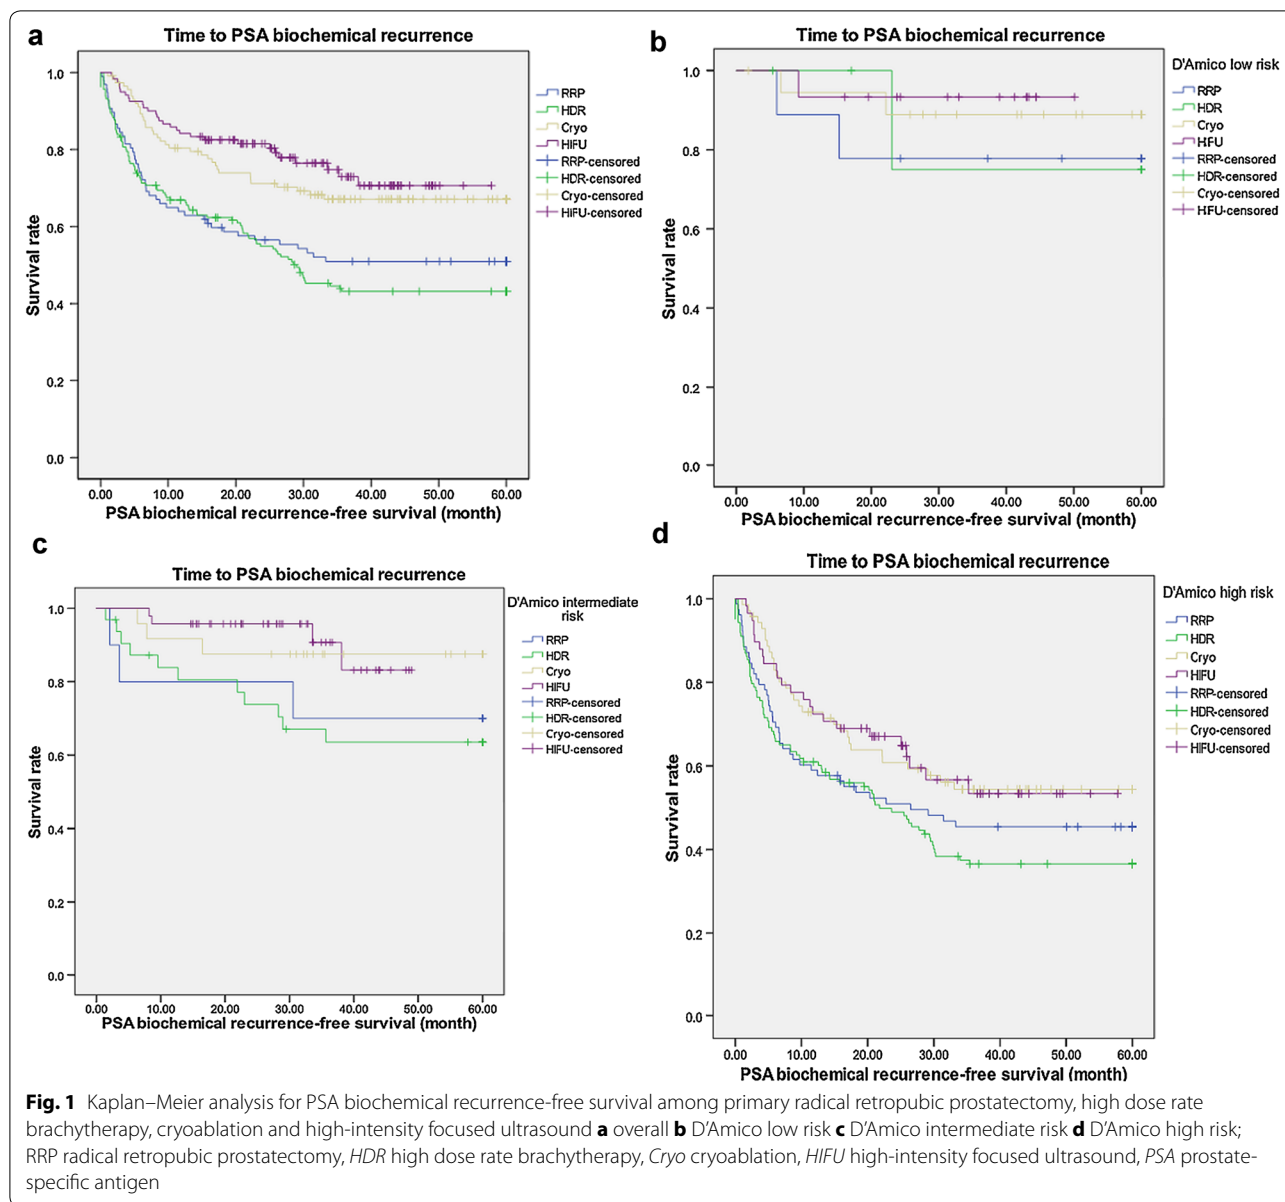 a
Time to PSA biochemical recurrence
1.0
0.8
0.6
0.4
0.2
0.0
Survival rate
0.00 10.00 20.00 30.00 40.00 50.00 60.00
PSA biochemical recurrence-free survival (month)
RRP
HDR
Cryo
HIFU
RRP-censored
HDR-censored
Cryo-censored
HIFU-censored
b
Time to PSA biochemical recurrence
1.0
0.8
0.6
0.4
0.2
0.0
Survival rate
0.00 10.00 20.00 30.00 40.00 50.00 60.00
PSA biochemical recurrence-free survival (month)
D'Amico low risk
RRP
HDR
Cryo
HIFU
RRP-censored
HDR-censored
Cryo-censored
HIFU-censored
c
Time to PSA biochemical recurrence
1.0
0.8
0.6
0.4
0.2
0.0
Survival rate
0.00 10.00 20.00 30.00 40.00 50.00 60.00
PSA biochemical recurrence-free survival (month)
D'Amico intermediate
risk
RRP
HDR
Cryo
HIFU
RRP-censored
HDR-censored
Cryo-censored
HIFU-censored
d
Time to PSA biochemical recurrence
1.0
0.8
0.6
0.4
0.2
0.0
Survival rate
0.00 10.00 20.00 30.00 40.00 50.00 60.00
PSA biochemical recurrence-free survival (month)
D'Amico high risk
RRP
HDR
Cryo
HIFU
RRP-censored
HDR-censored
Cryo-censored
HIFU-censored
Fig. 1 Kaplan–Meier analysis for PSA biochemical recurrence-free survival among primary radical retropubic prostatectomy, high dose rate
brachytherapy, cryoablation and high-intensity focused ultrasound a overall b D'Amico low risk c D'Amico intermediate risk d D'Amico high risk;
RRP radical retropubic prostatectomy, HDR high dose rate brachytherapy, Cryo cryoablation, HIFU high-intensity focused ultrasound, PSA prostate-
specific antigen